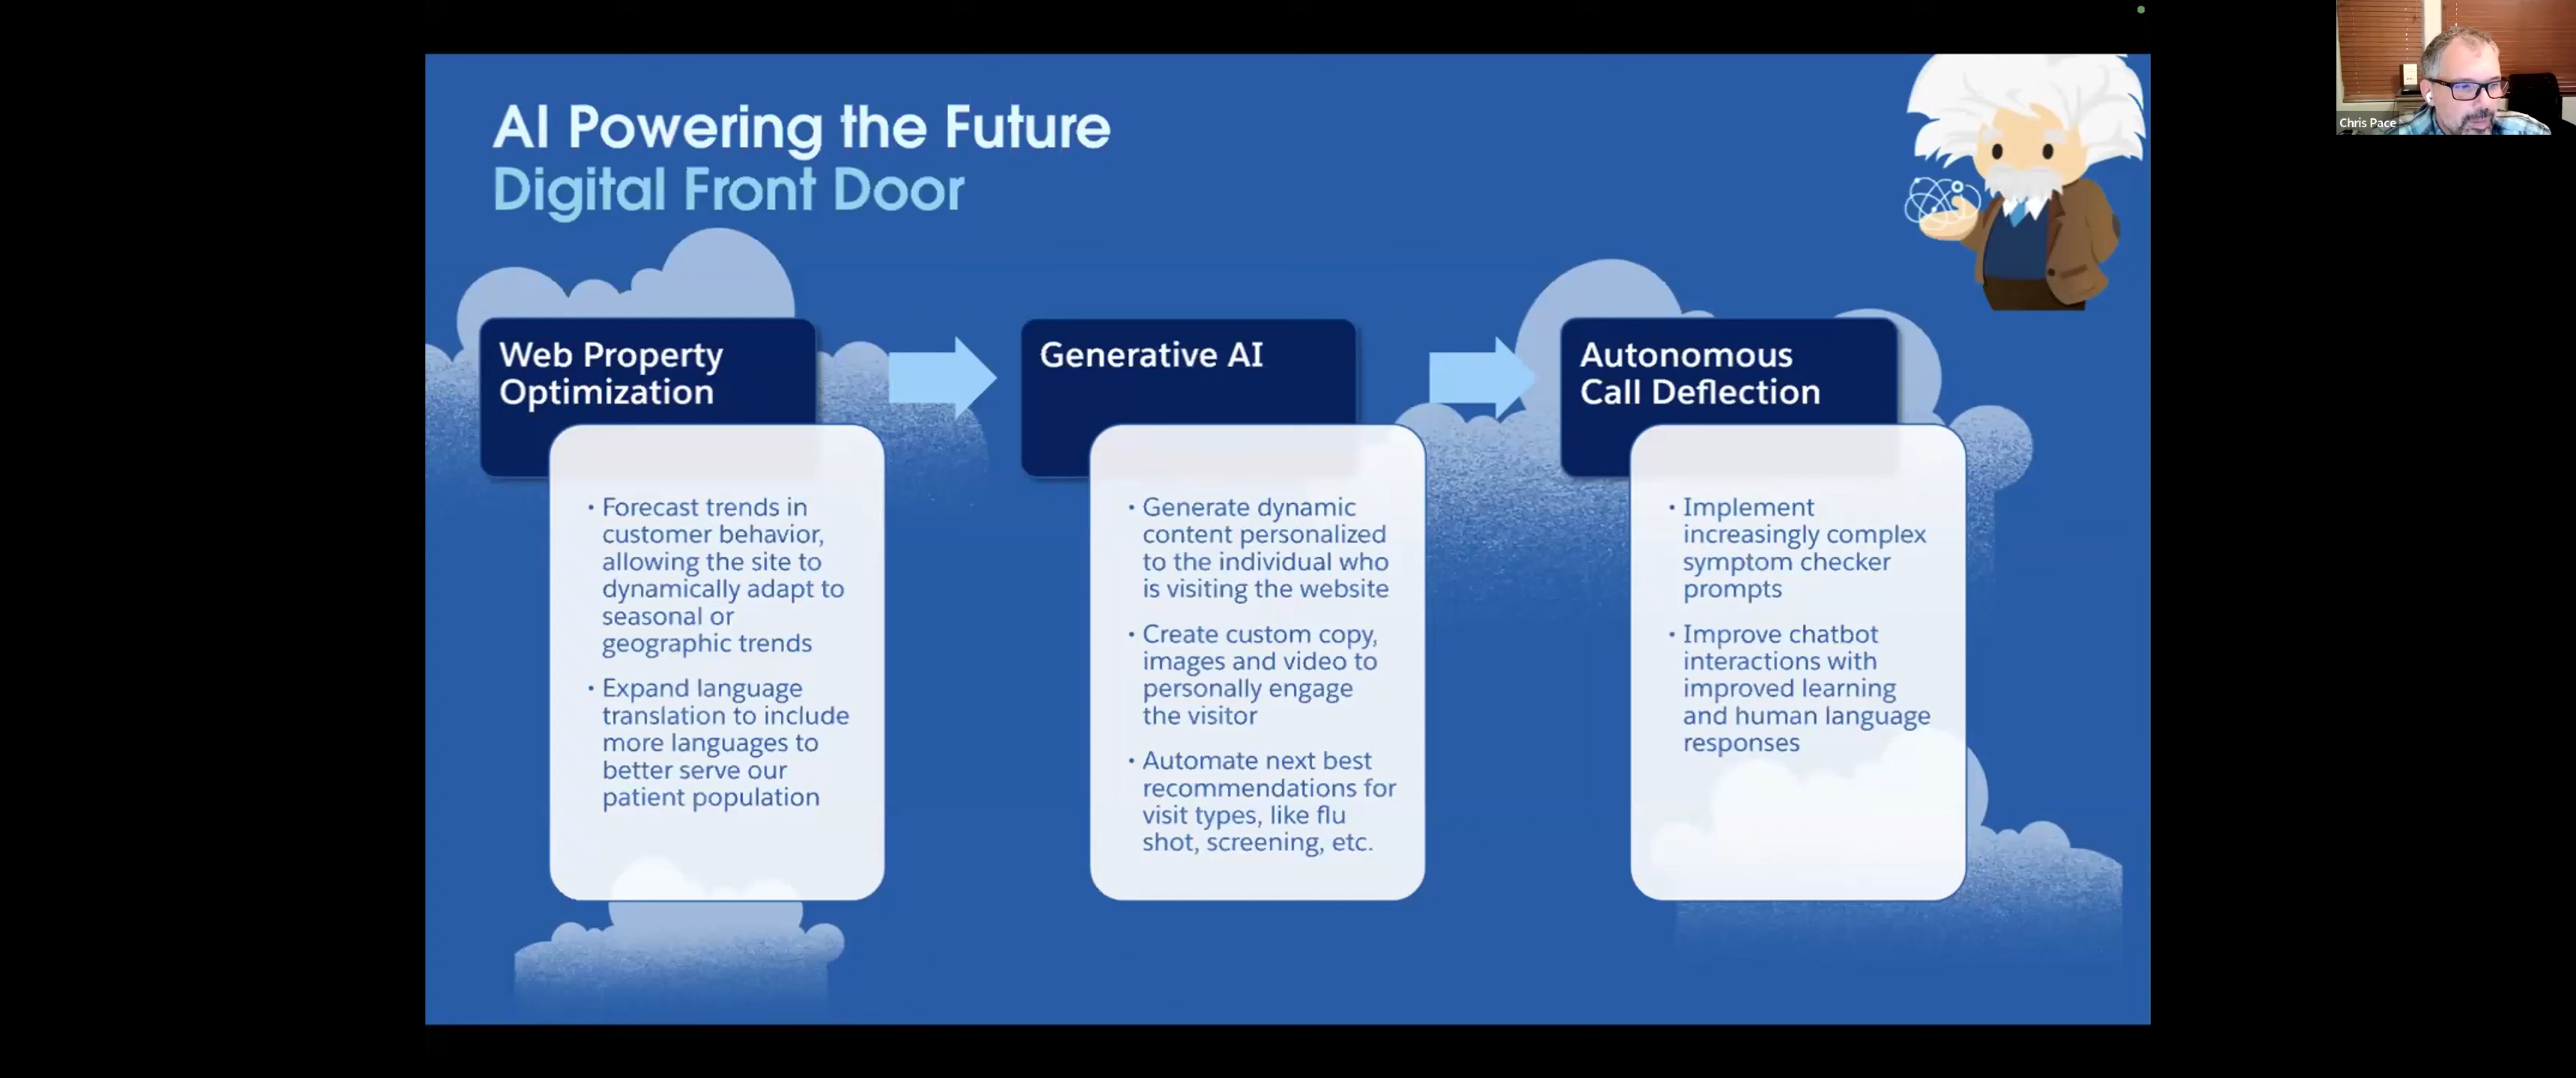 AI Powering the Future
Digital Front Door
Web Property
Optimization
• Forecast trends in
customer behavior,
allowing the site to
dynamically adapt to
seasonal or
geographic trends
• Expand language
translation to include
more languages to
better serve our
patient population
Generative AI
• Generate dynamic
content personalized
to the individual who
is visiting the website
• Create custom copy,
images and video to
personally engage
the visitor
• Automate next best
recommendations for
visit types, like flu
shot, screening, etc.
Autonomous
Call Deflection
• Implement
increasingly complex
symptom checker
prompts
• Improve chatbot
interactions with
improved learning
and human language
responses
Chris Pace